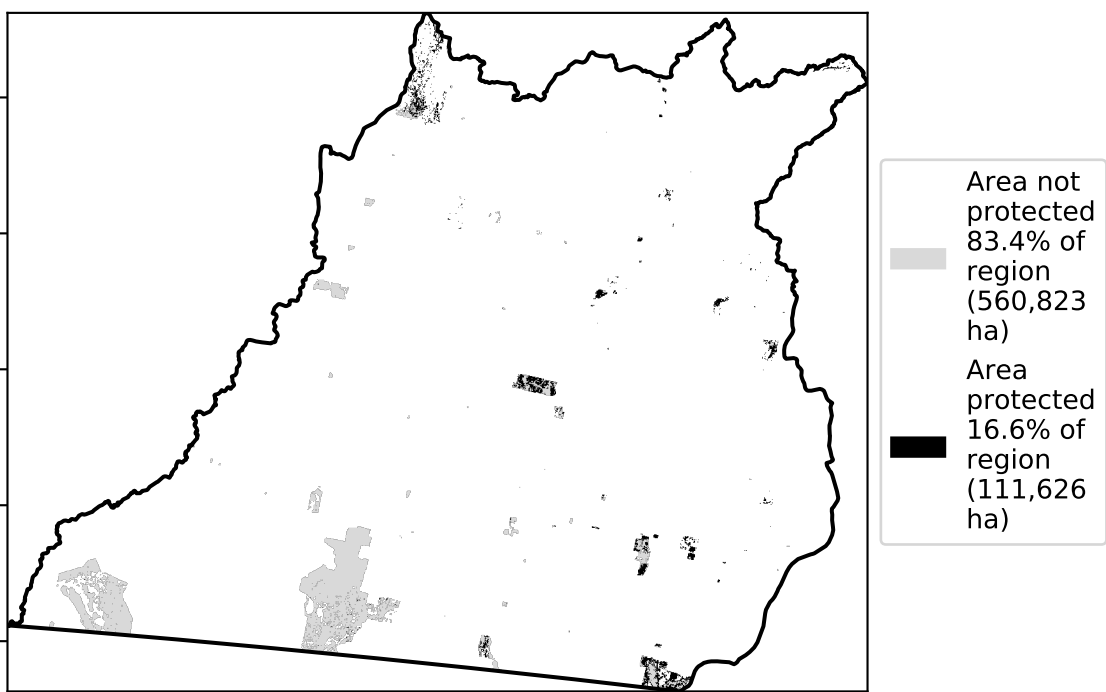 Area not
protected
83.4% of
region
(560,823
ha)
Area
protected
16.6% of
region
(111,626
ha)